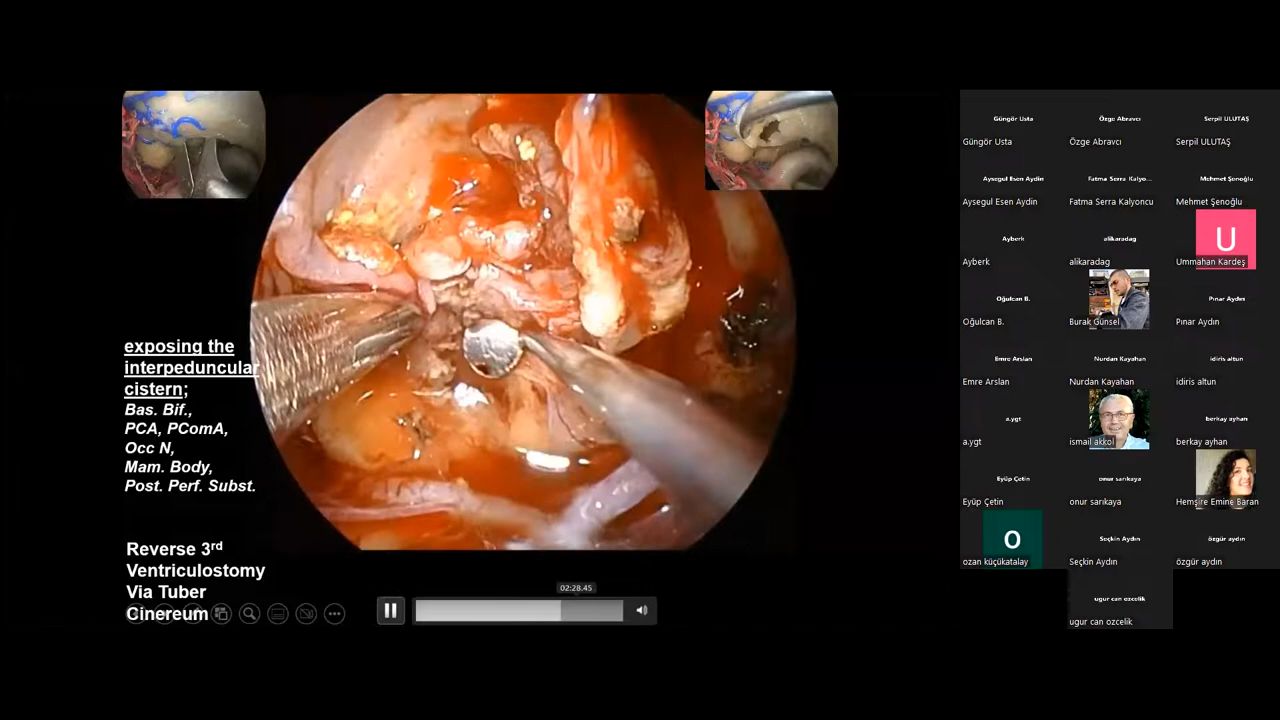 exposing the
interpeduncular
cistern;
Bas. Bif.,
PCA, PComA,
Occ N,
Mam. Body,
Post. Perf. Subst.
Reverse 3rd
Ventriculostomy
Via Tuber
Cinereum
02:28.45
Güngör Usta
Özge Abravcı
Serpil ULUTAŞ
Güngör Usta
Özge Abravcı
Serpil ULUTAŞ
Aysegul Esen Aydin
Fatma Serra Kalyo...
Mehmet Şenoğlu
Aysegul Esen Aydin
Fatma Serra Kalyoncu
Mehmet Şenoğlu
Ayberk
alikaradag
U
Ayberk
alikaradag
Ummahan Kardeş
Oğulcan B.
Pınar Aydın
Oğulcan B.
Burak Günsel
Pınar Aydın
Emre Arslan
Nurdan Kayahan
idiris altun
Emre Arslan
Nurdan Kayahan
idiris altun
a.ygt
berkay ayhan
a.ygt
ismail akkol
berkay ayhan
Eyüp Çetin
onur sarıkaya
Eyüp Çetin
onur sarıkaya
Hemşire Emine Baran
O
Seçkin Aydın
özgür aydın
ozan küçükatalay
Seçkin Aydın
özgür aydın
ugur can ozcelik
ugur can ozcelik